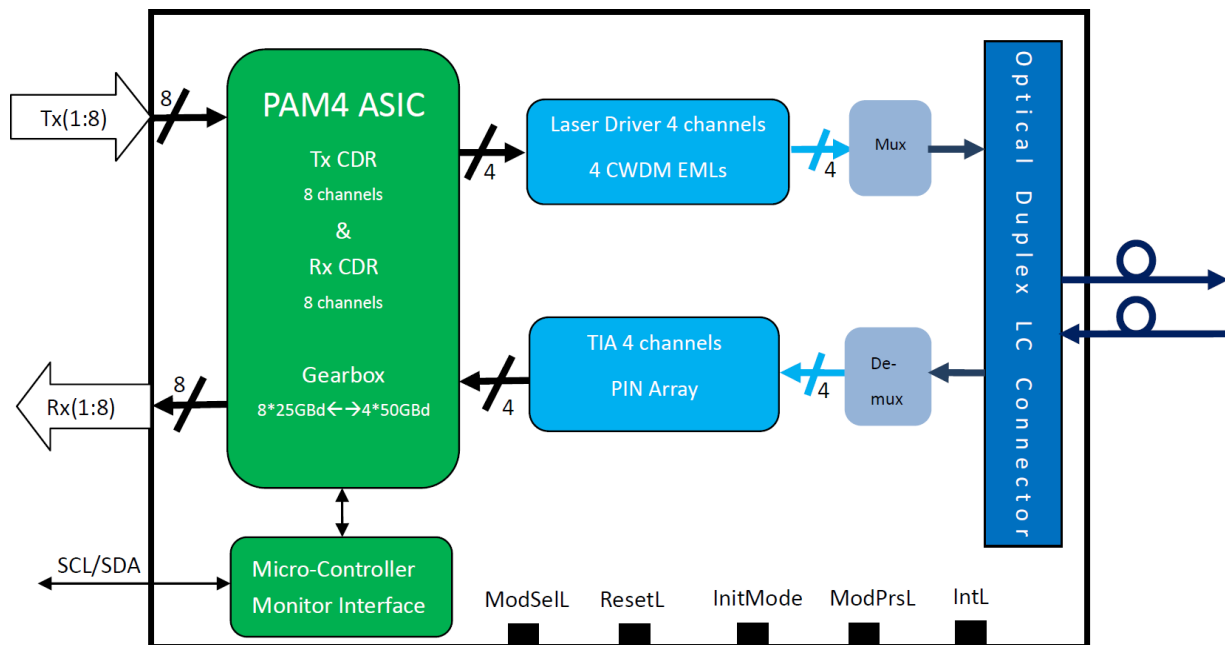 Tx(1:8)
8
PAM4 ASIC
Tx CDR
8 channels
&
Rx CDR
8 channels
Gearbox
8*25GBd←→4*50GBd
4
Laser Driver 4 channels
4 CWDM EMLs
4
Mux
Optical Duplex LC Connector
Rx(1:8)
8
4
TIA 4 channels
PIN Array
4
De-
mux
SCL/SDA
Micro-Controller
Monitor Interface
ModSelL
ResetL
InitMode
ModPrsL
IntL